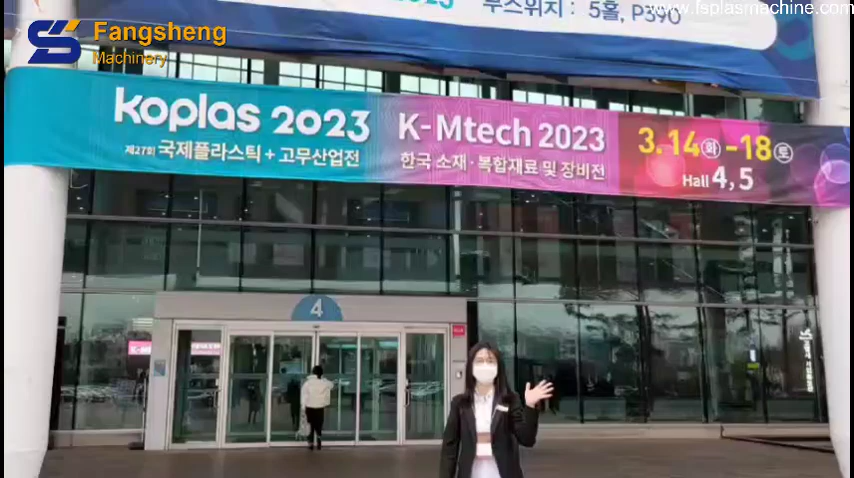 www.fsplasmachine.com
Fangsheng
Machinery
부스위치 : 5홀, P390
koplas 2023
제27회 국제플라스틱 + 고무산업전
K-Mtech 2023
한국 소재 · 복합재료 및 장비전
3.14(화) - 18(토)
Hall 4, 5
4
K-M